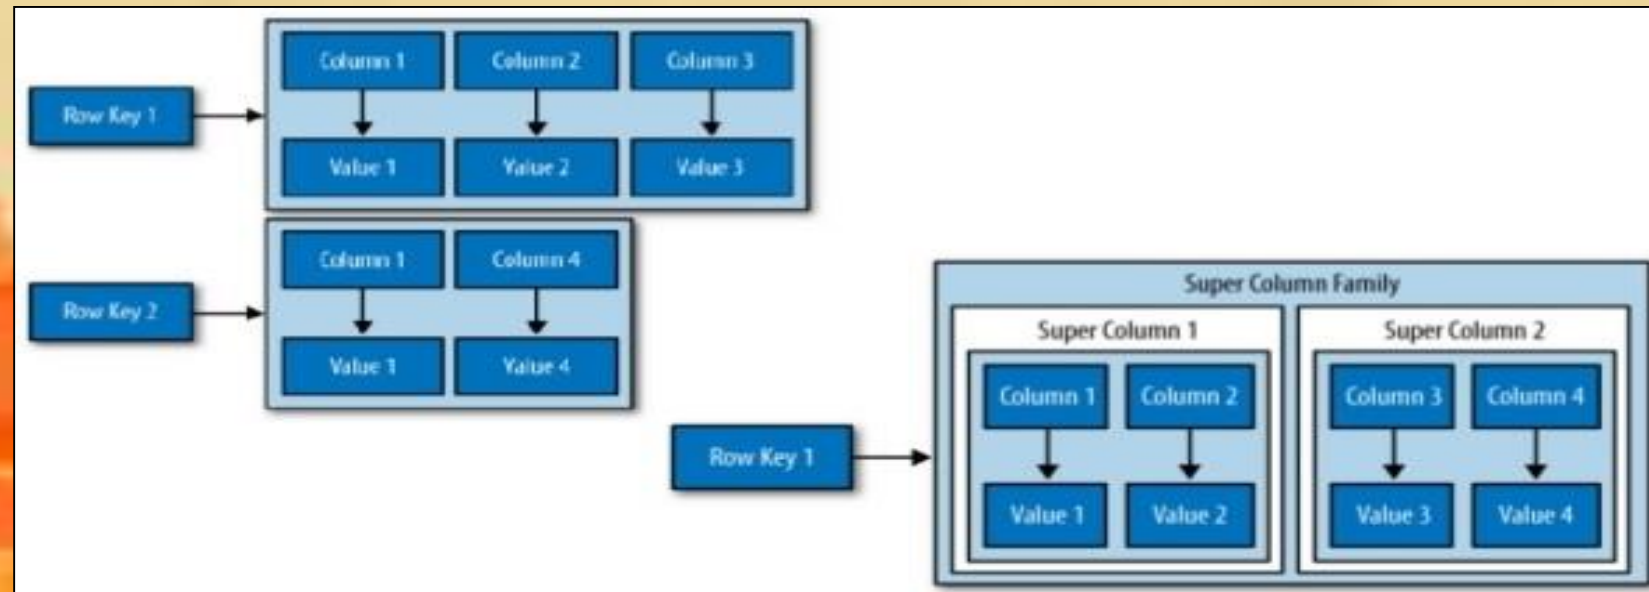 Column 1 Column 2 Column 3
Row Key 1
Value 1 Value 2 Value 3
Column 1 Column 4
Row Key 2
Value 1 Value 4
Super Column Family
Super Column 1 Super Column 2
Column 1 Column 2 Column 3 Column 4
Row Key 1
Value 1 Value 2 Value 3 Value 4